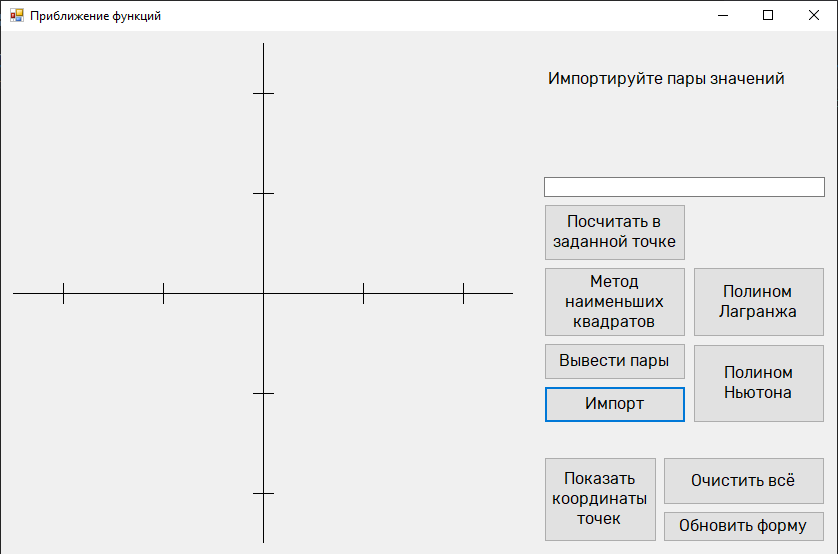 Приближение функций
Импортируйте пары значений
Посчитать в
заданной точке
Метод
наименьших
квадратов
Полином
Лагранжа
Вывести пары
Полином
Ньютона
Импорт
Показать
координаты
точек
Очистить всё
Обновить форму